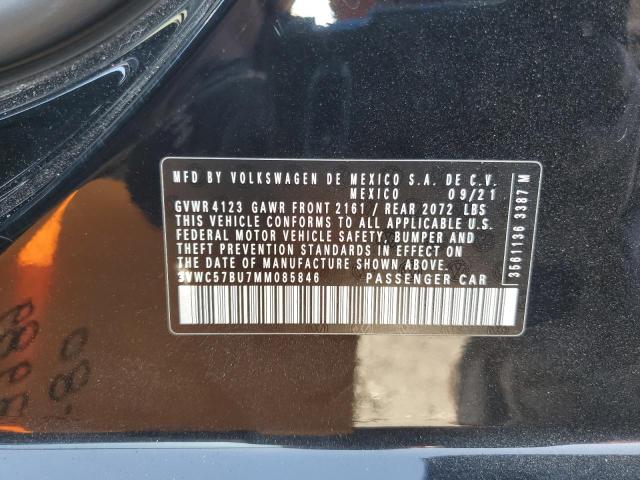 MFD BY VOLKSWAGEN DE MEXICO S.A. DE C.V.
MEXICO 09/21
GVWR 4123 GAWR FRONT 2161 / REAR 2072 LBS
THIS VEHICLE CONFORMS TO ALL APPLICABLE U.S.
FEDERAL MOTOR VEHICLE SAFETY, BUMPER AND
THEFT PREVENTION STANDARDS IN EFFECT ON
THE DATE OF MANUFACTURE SHOWN ABOVE.
3VWC57BU7MM085846 PASSENGER CAR
3561136 3387 M